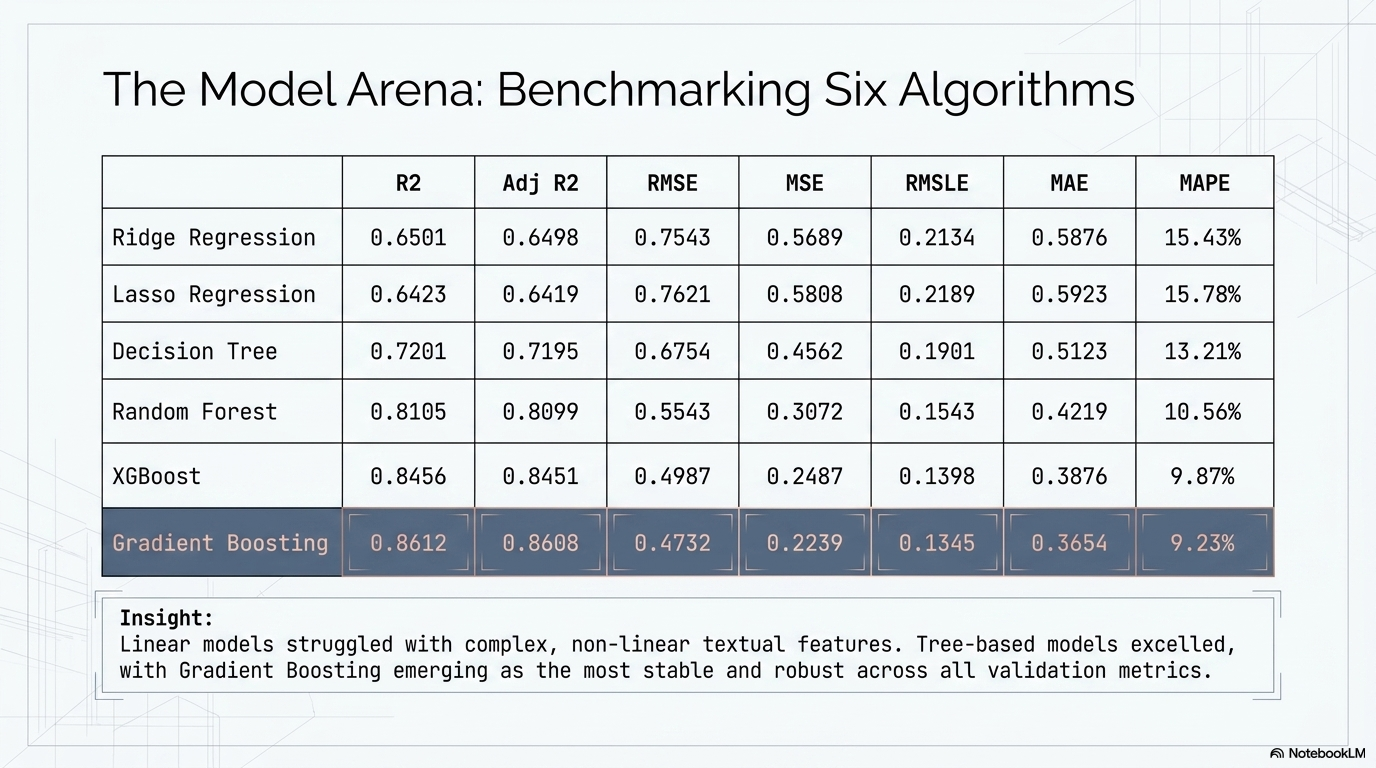 The Model Arena: Benchmarking Six Algorithms
R2 Adj R2 RMSE MSE RMSLE MAE MAPE
Ridge Regression 0.6501 0.6498 0.7543 0.5689 0.2134 0.5876 15.43%
Lasso Regression 0.6423 0.6419 0.7621 0.5808 0.2189 0.5923 15.78%
Decision Tree 0.7201 0.7195 0.6754 0.4562 0.1901 0.5123 13.21%
Random Forest 0.8105 0.8099 0.5543 0.3072 0.1543 0.4219 10.56%
XGBoost 0.8456 0.8451 0.4987 0.2487 0.1398 0.3876 9.87%
Gradient Boosting 0.8612 0.8608 0.4732 0.2239 0.1345 0.3654 9.23%
Insight:
Linear models struggled with complex, non-linear textual features. Tree-based models excelled,
with Gradient Boosting emerging as the most stable and robust across all validation metrics.
NotebookLM